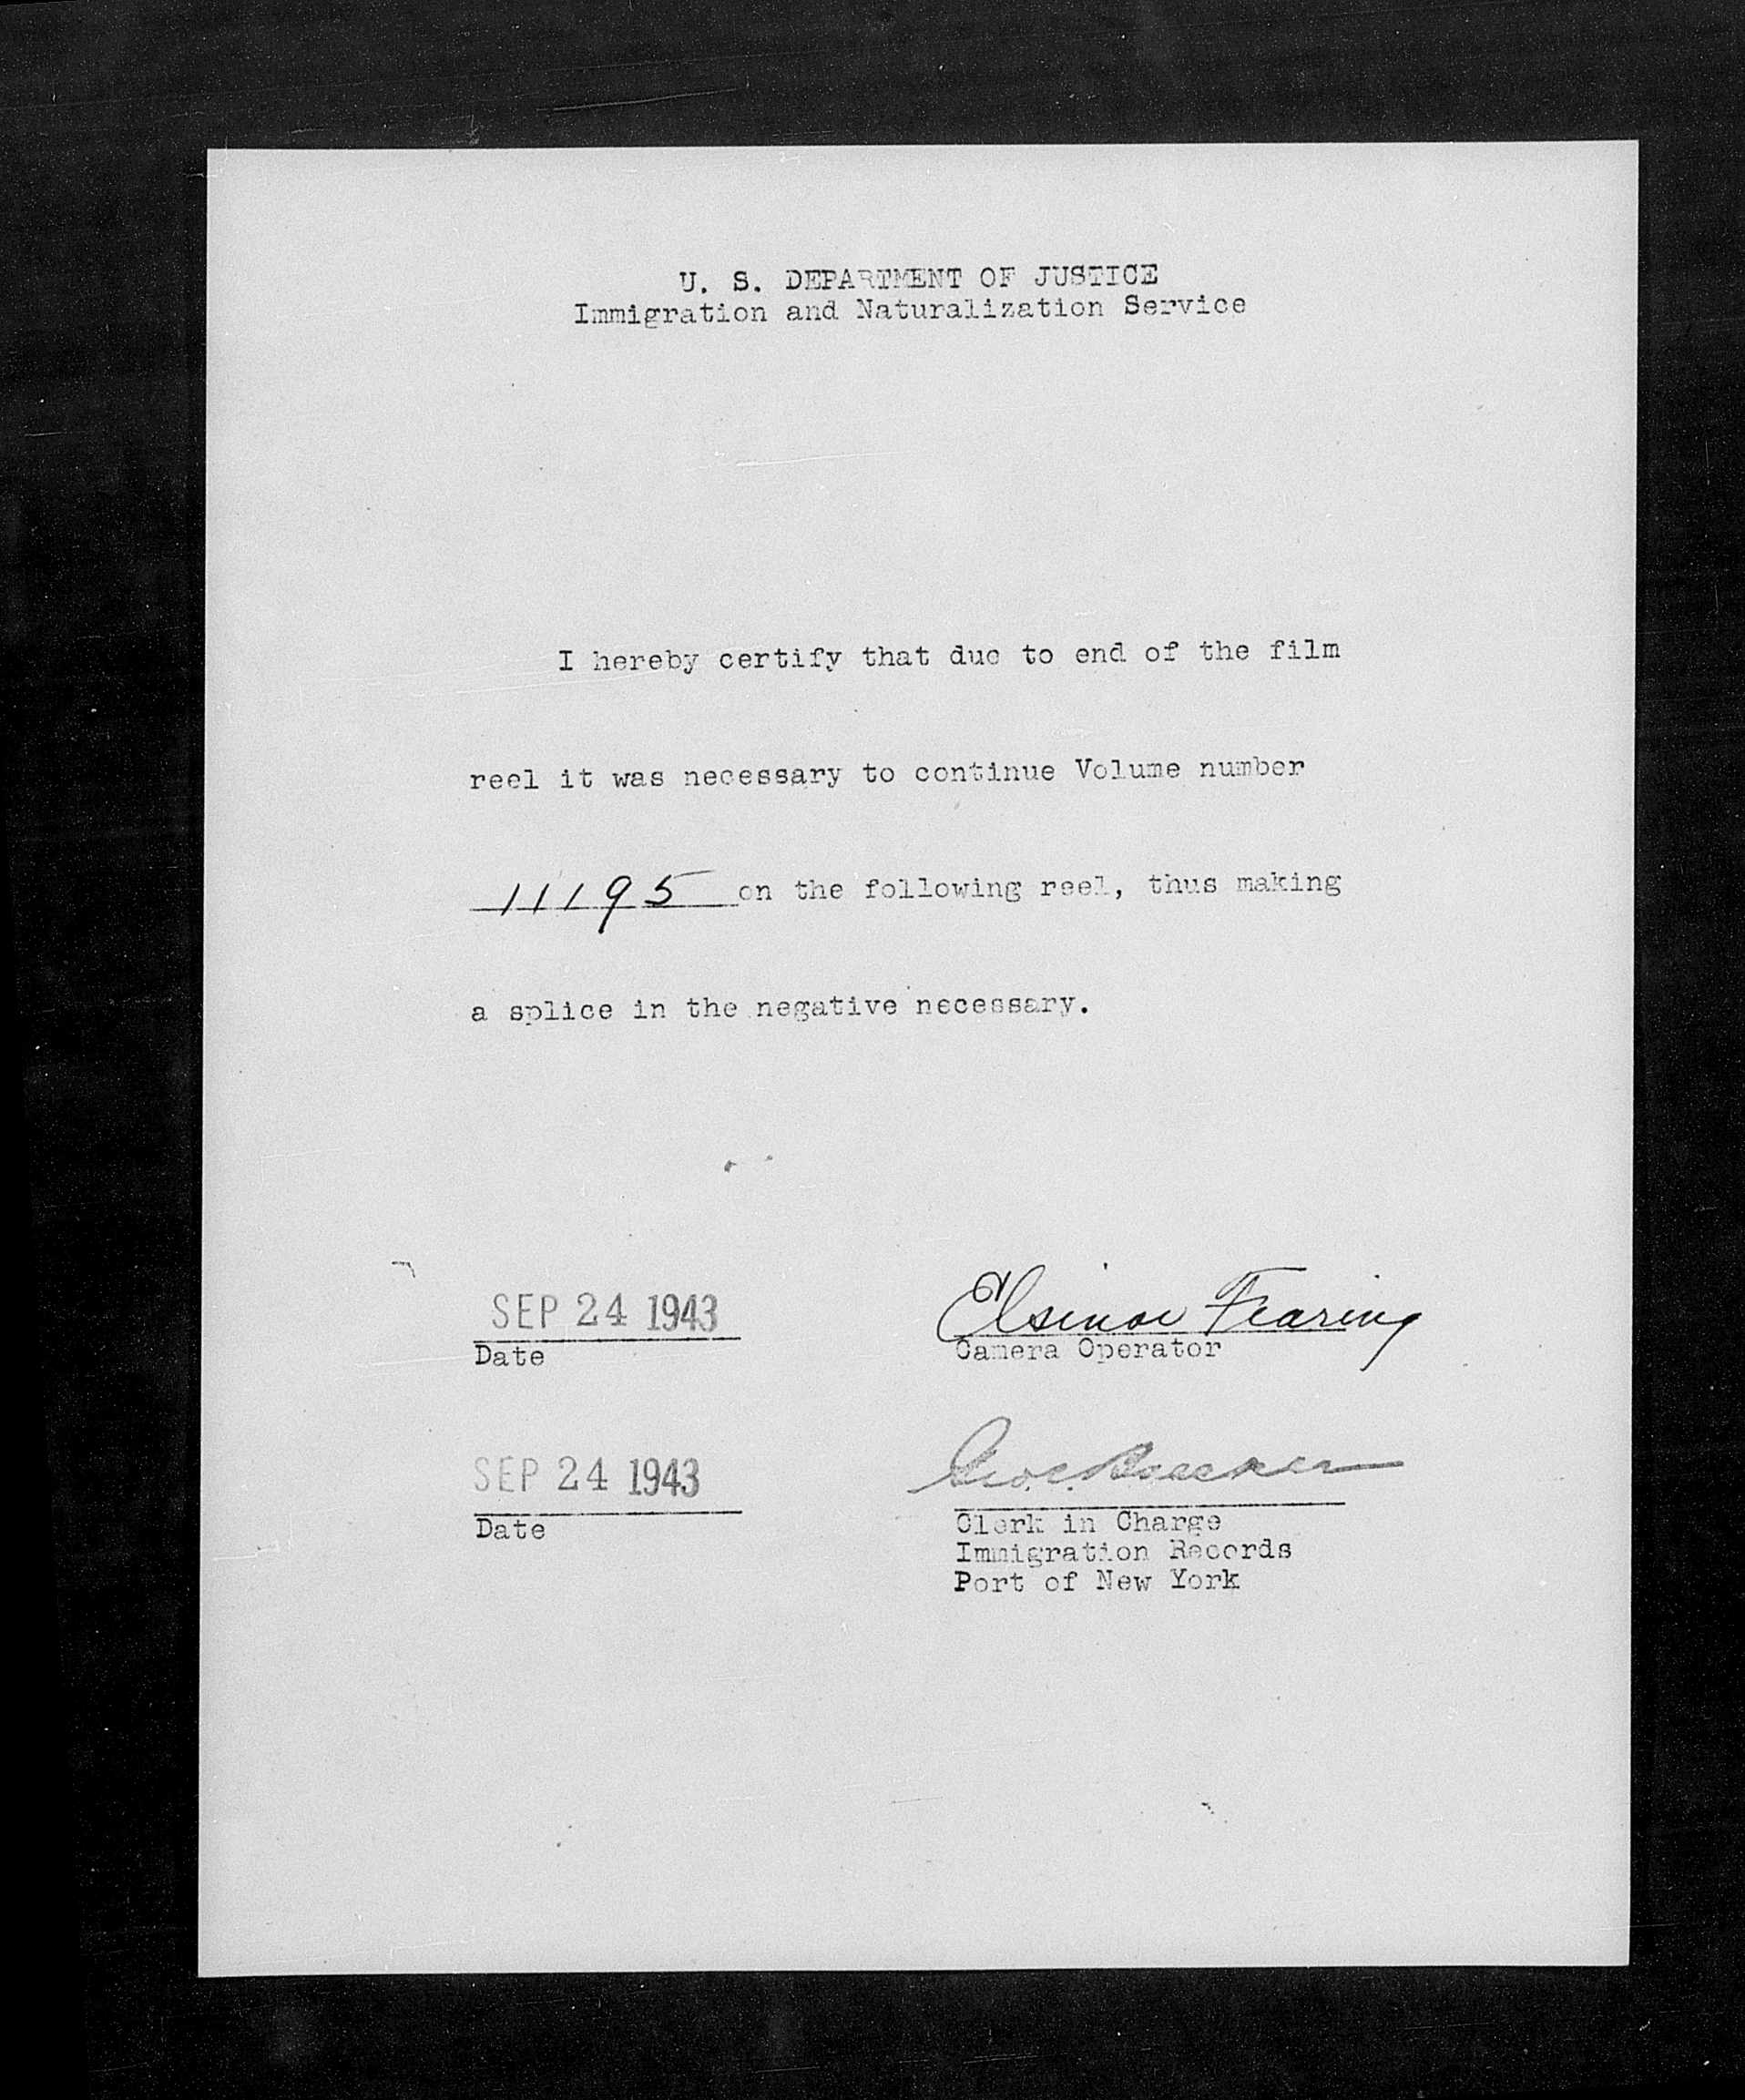 U. S. DEPARTMENT OF JUSTICE
Immigration and Naturalization Service
I hereby certify that due to end of the film
reel it was necessary to continue Volume number
11195 on the following reel, thus making
a splice in the negative necessary.
SEP 24 1943
Date
Elsinor Fearing
Camera Operator
SEP 24 1943
Date
Clerk in Charge
Immigration Records
Port of New York